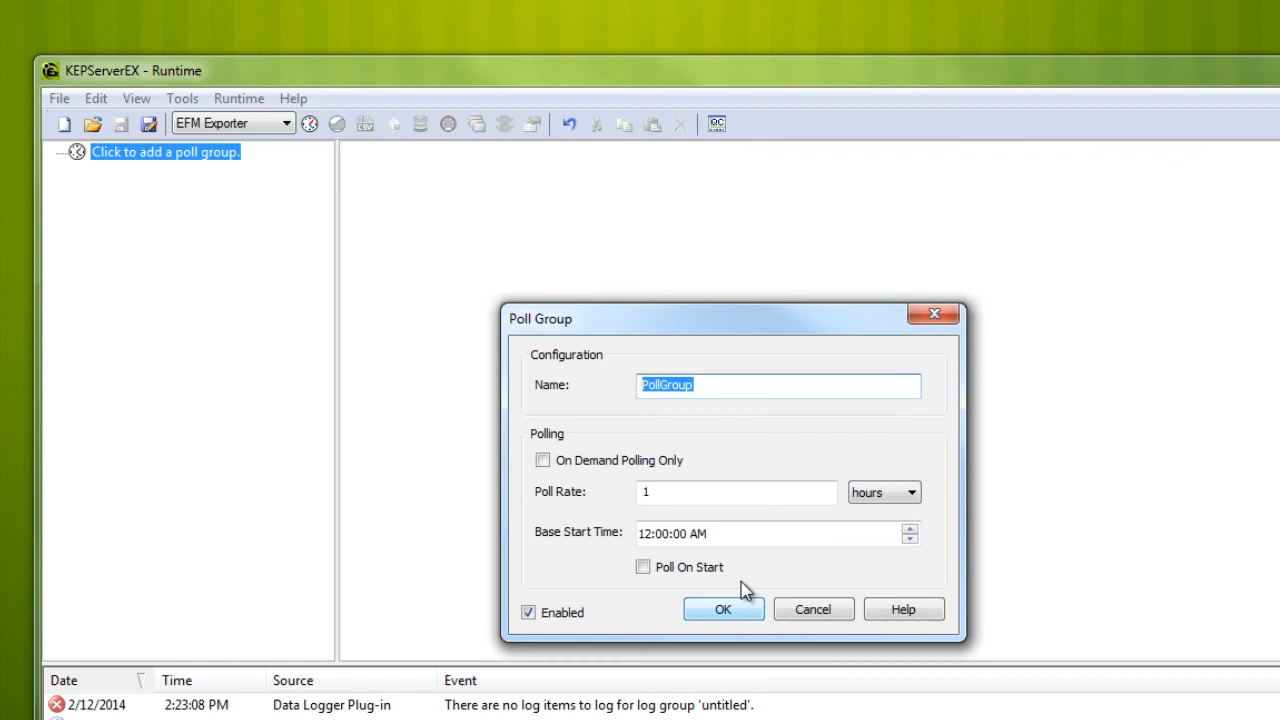 KEPServerEX - Runtime
File Edit View Tools Runtime Help
EFM Exporter
Click to add a poll group.
Poll Group
Configuration
Name: PollGroup
Polling
On Demand Polling Only
Poll Rate: 1 hours
Base Start Time: 12:00:00 AM
Poll On Start
Enabled OK Cancel Help
Date Time Source Event
2/12/2014 2:23:08 PM Data Logger Plug-in There are no log items to log for log group 'untitled'.